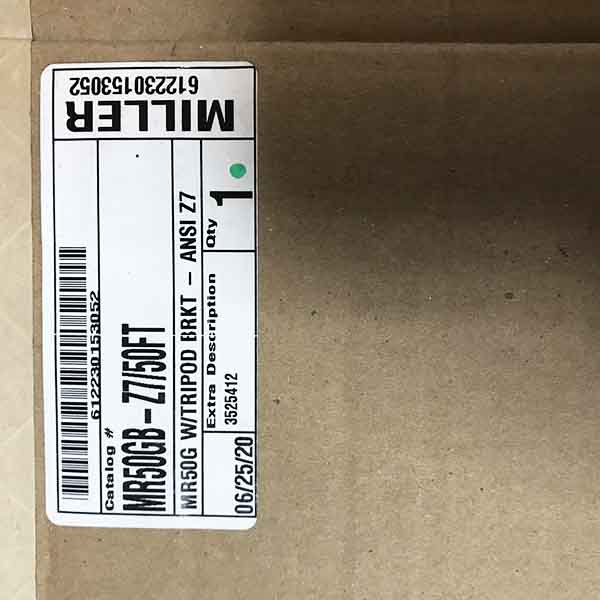 MILLER
612230153052
612230153052
Catalog #
MR50GB-Z7/50FT
MR50G W/TRIPOD BRKT - ANSI Z7
Extra Description
3525412
Qty
1
06/25/20